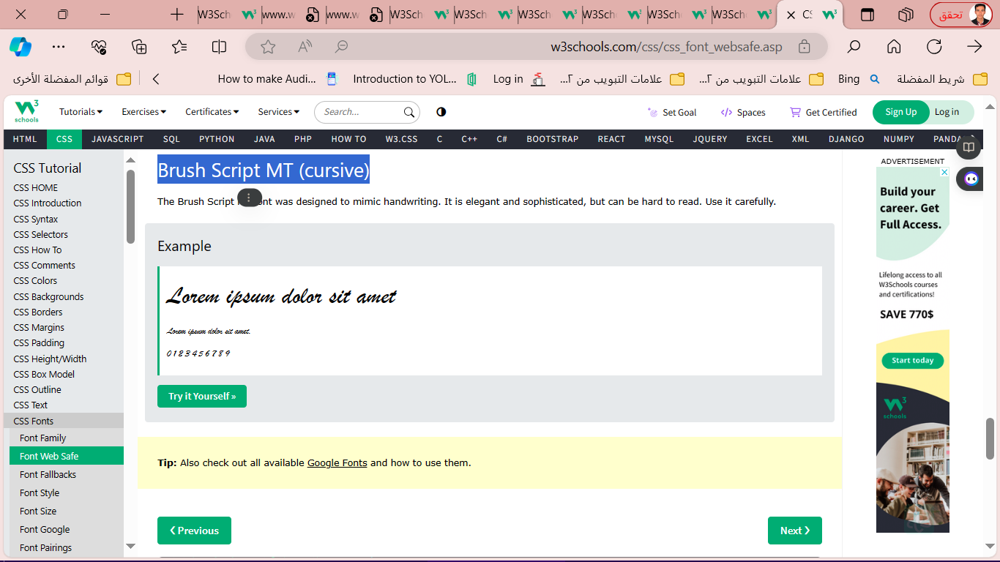 W3Sch
www.w
www.w
W3Sch
W3Sch
W3Sch
W3Sch
W3Sch
W3Sch
تحقق
w3schools.com/css/css_font_websafe.asp
قوائم المفضلة الأخرى
How to make Audi...
Introduction to YOL...
Log in
علامات التبويب من ٢...
علامات التبويب من ٢...
Bing
شريط المفضلة
schools
Tutorials
Exercises
Certificates
Services
Search...
Set Goal
Spaces
Get Certified
Sign Up
Log in
HTML CSS JAVASCRIPT SQL PYTHON JAVA PHP HOW TO W3.CSS C C++ C# BOOTSTRAP REACT MYSQL JQUERY EXCEL XML DJANGO NUMPY
CSS Tutorial
CSS HOME
CSS Introduction
CSS Syntax
CSS Selectors
CSS How To
CSS Comments
CSS Colors
CSS Backgrounds
CSS Borders
CSS Margins
CSS Padding
CSS Height/Width
CSS Box Model
CSS Outline
CSS Text
CSS Fonts
Font Family
Font Web Safe
Font Fallbacks
Font Style
Font Size
Font Google
Font Pairings
Brush Script MT (cursive)
The Brush Script font was designed to mimic handwriting. It is elegant and sophisticated, but can be hard to read. Use it carefully.
Example
Lorem ipsum dolor sit amet
Lorem ipsum dolor sit amet.
0123456789
Try it Yourself »
Tip: Also check out all available Google Fonts and how to use them.
❮ Previous
Next ❯
ADVERTISEMENT
Build your
career. Get
Full Access.
Lifelong access to all
W3Schools courses
and certifications!
SAVE 770$
Start today
schools